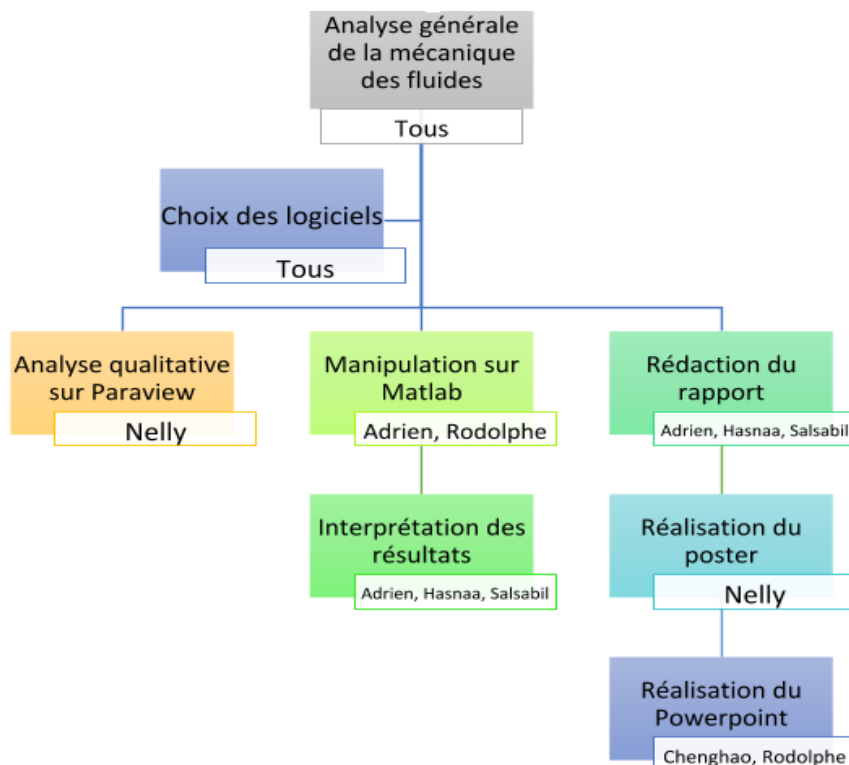 Analyse générale
de la mécanique
des fluides
Tous
Choix des logiciels
Tous
Analyse qualitative
sur Paraview
Nelly
Manipulation sur
Matlab
Adrien, Rodolphe
Rédaction du
rapport
Adrien, Hasnaa, Salsabil
Interprétation des
résultats
Adrien, Hasnaa, Salsabil
Réalisation du
poster
Nelly
Réalisation du
Powerpoint
Chenghao, Rodolphe